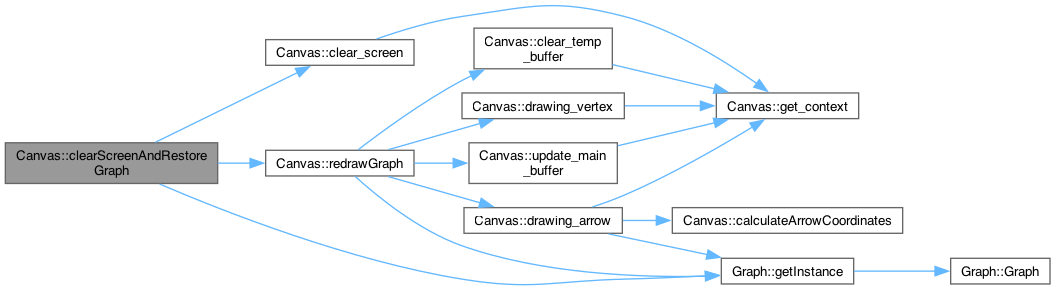 Canvas::clearScreenAndRestore
Graph
Canvas::clear_screen
Canvas::redrawGraph
Canvas::clear_temp
_buffer
Canvas::drawing_vertex
Canvas::update_main
_buffer
Canvas::drawing_arrow
Canvas::get_context
Canvas::calculateArrowCoordinates
Graph::getInstance
Graph::Graph